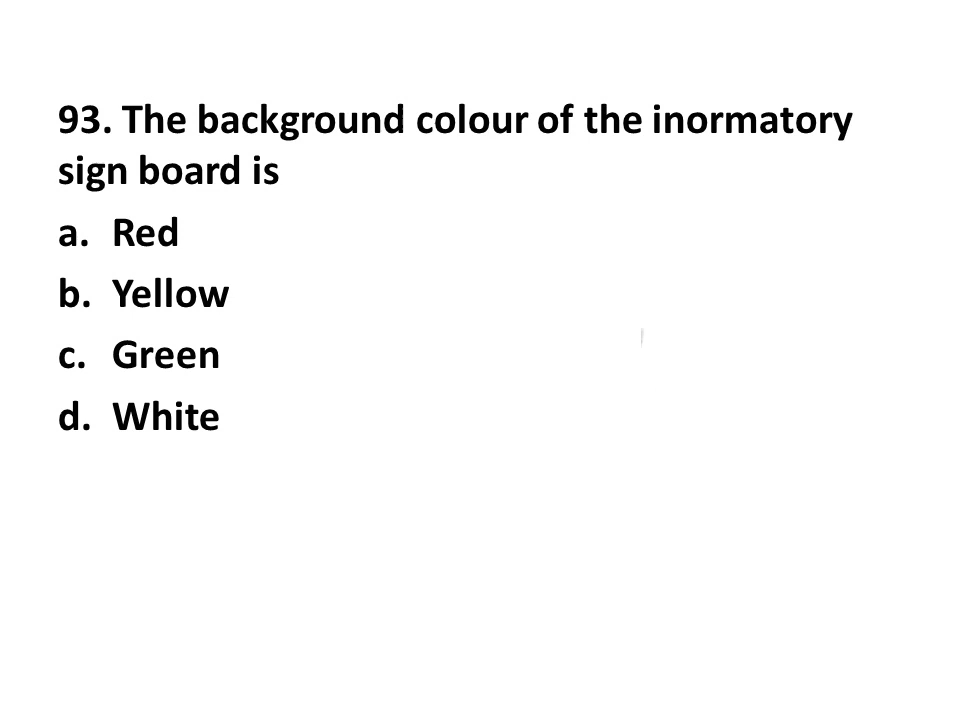 93. The background colour of the inormatory
sign board is
a. Red
b. Yellow
c. Green
d. White